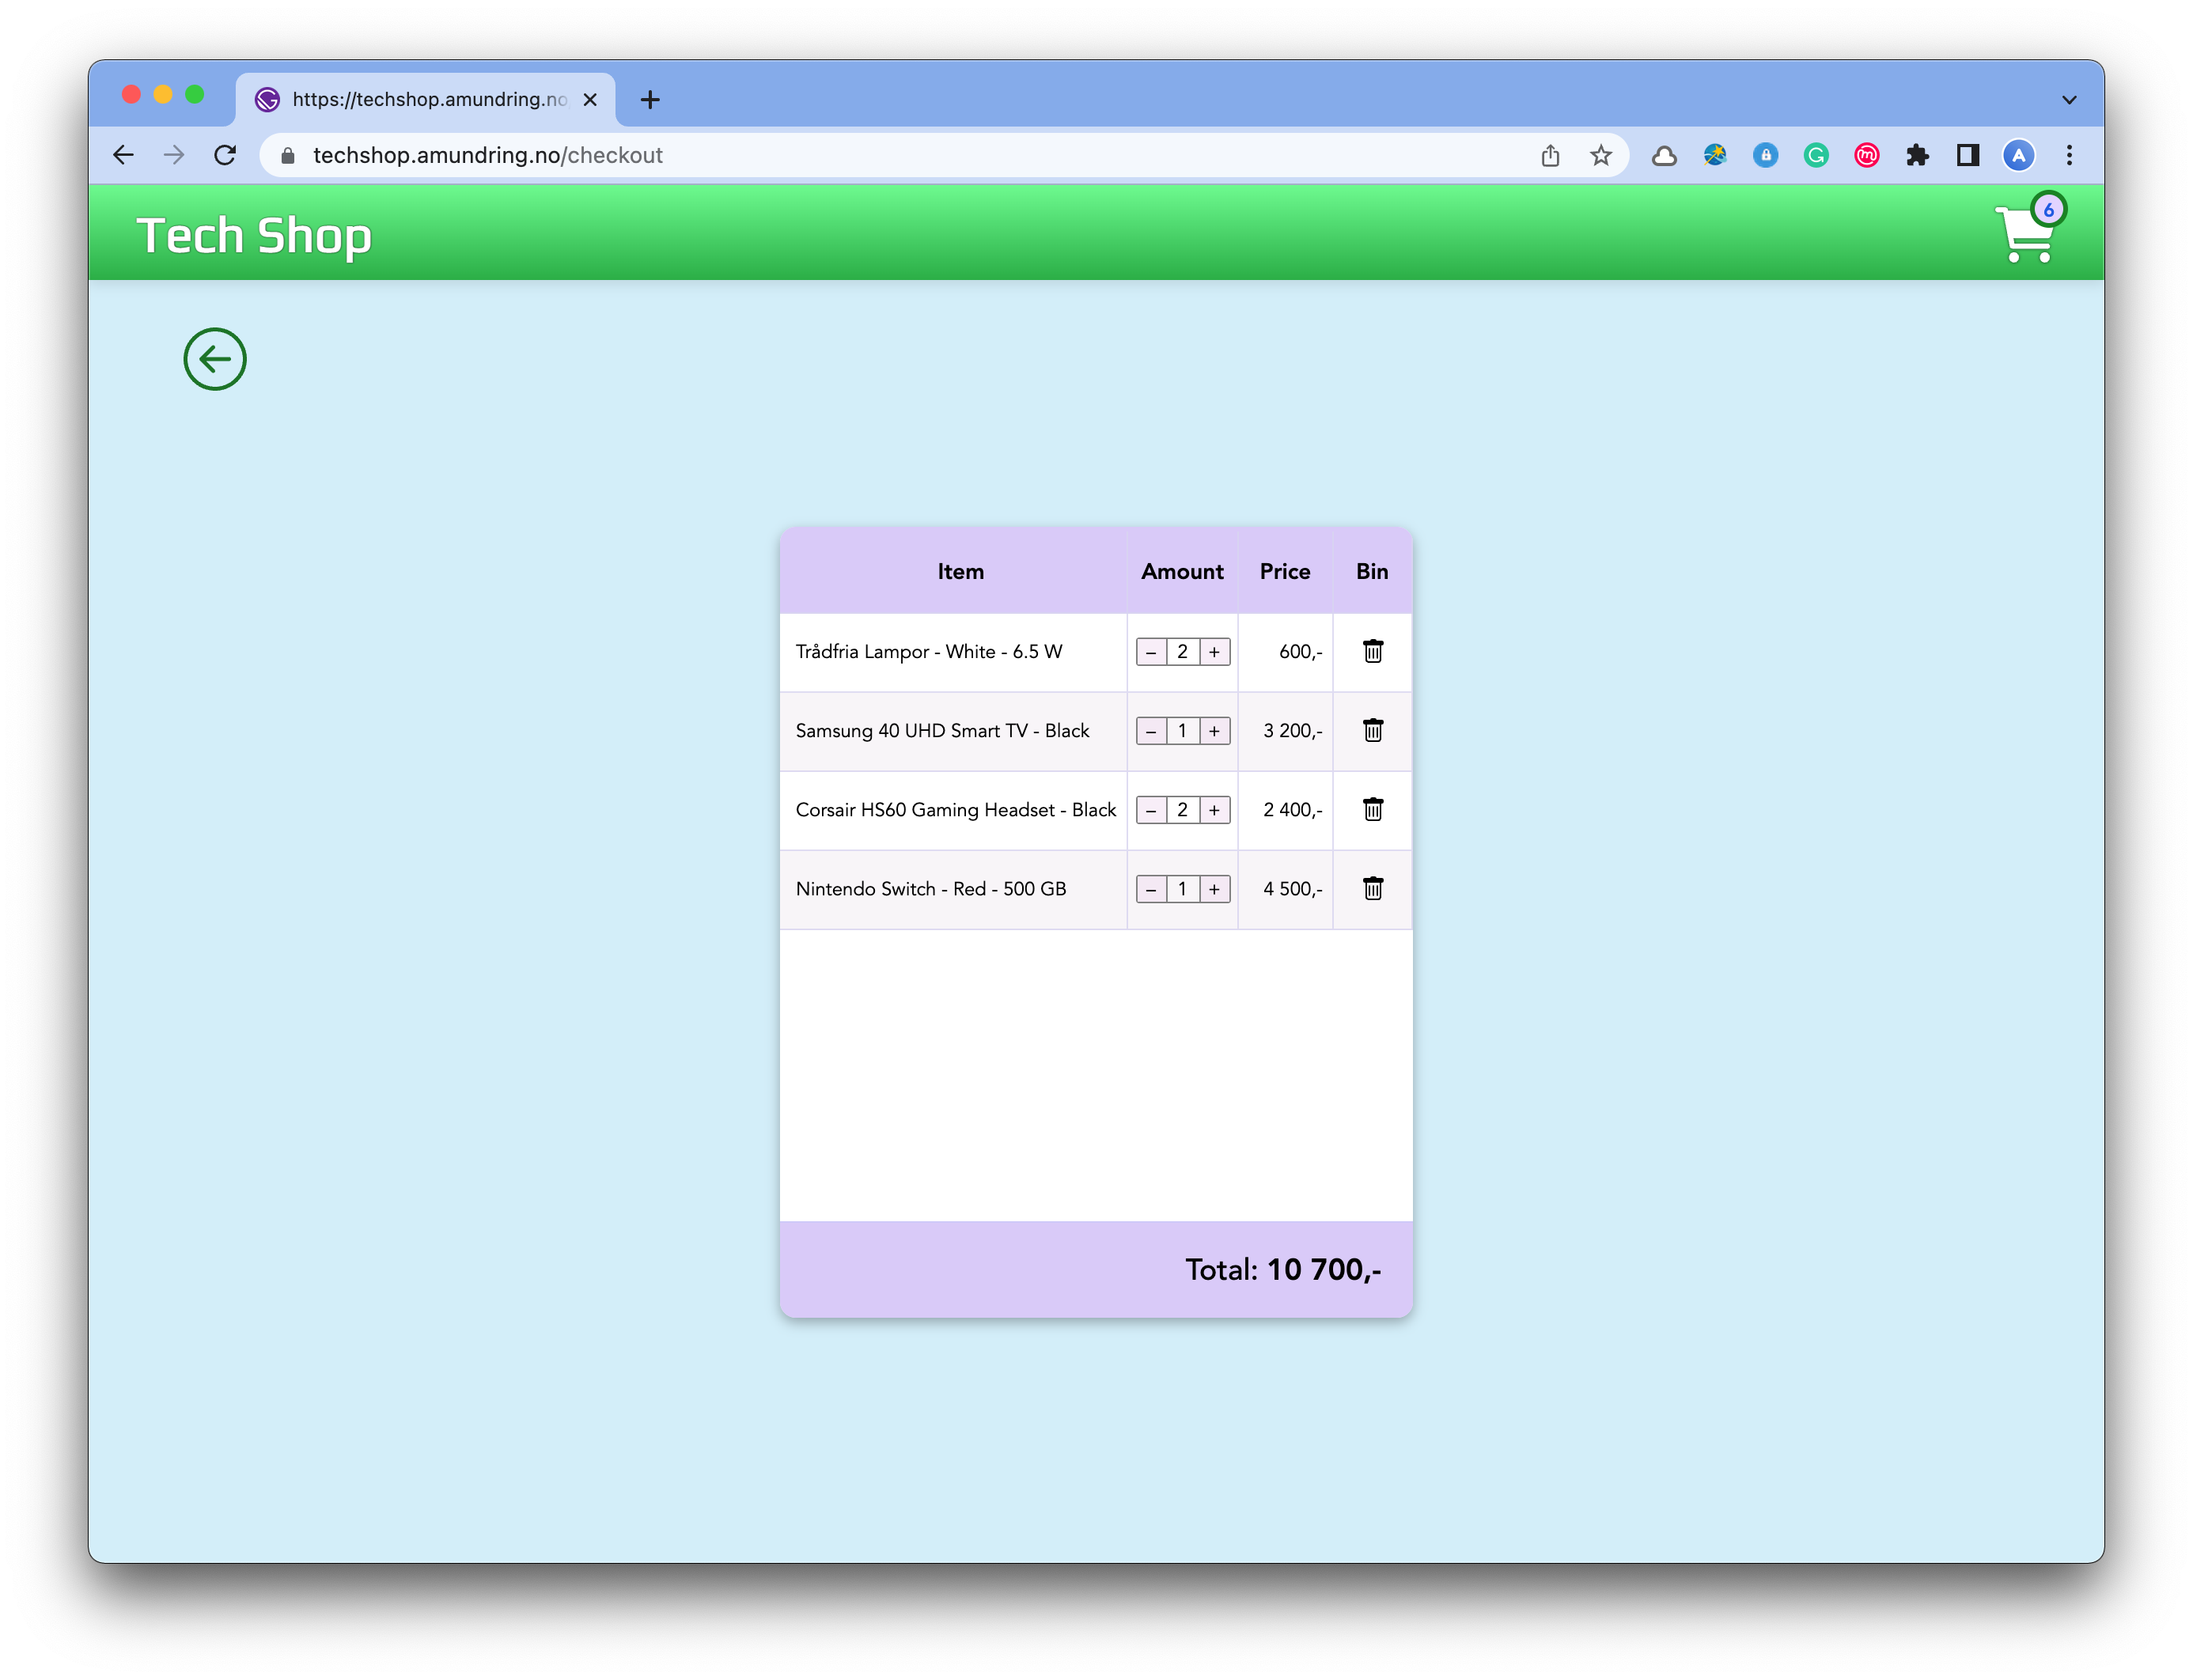 https://techshop.amundring.no
techshop.amundring.no/checkout
A
Tech Shop
6
Item Amount Price Bin
Trådfria Lampor - White - 6.5 W – 2 + 600,-
Samsung 40 UHD Smart TV - Black – 1 + 3 200,-
Corsair HS60 Gaming Headset - Black – 2 + 2 400,-
Nintendo Switch - Red - 500 GB – 1 + 4 500,-
Total: 10 700,-